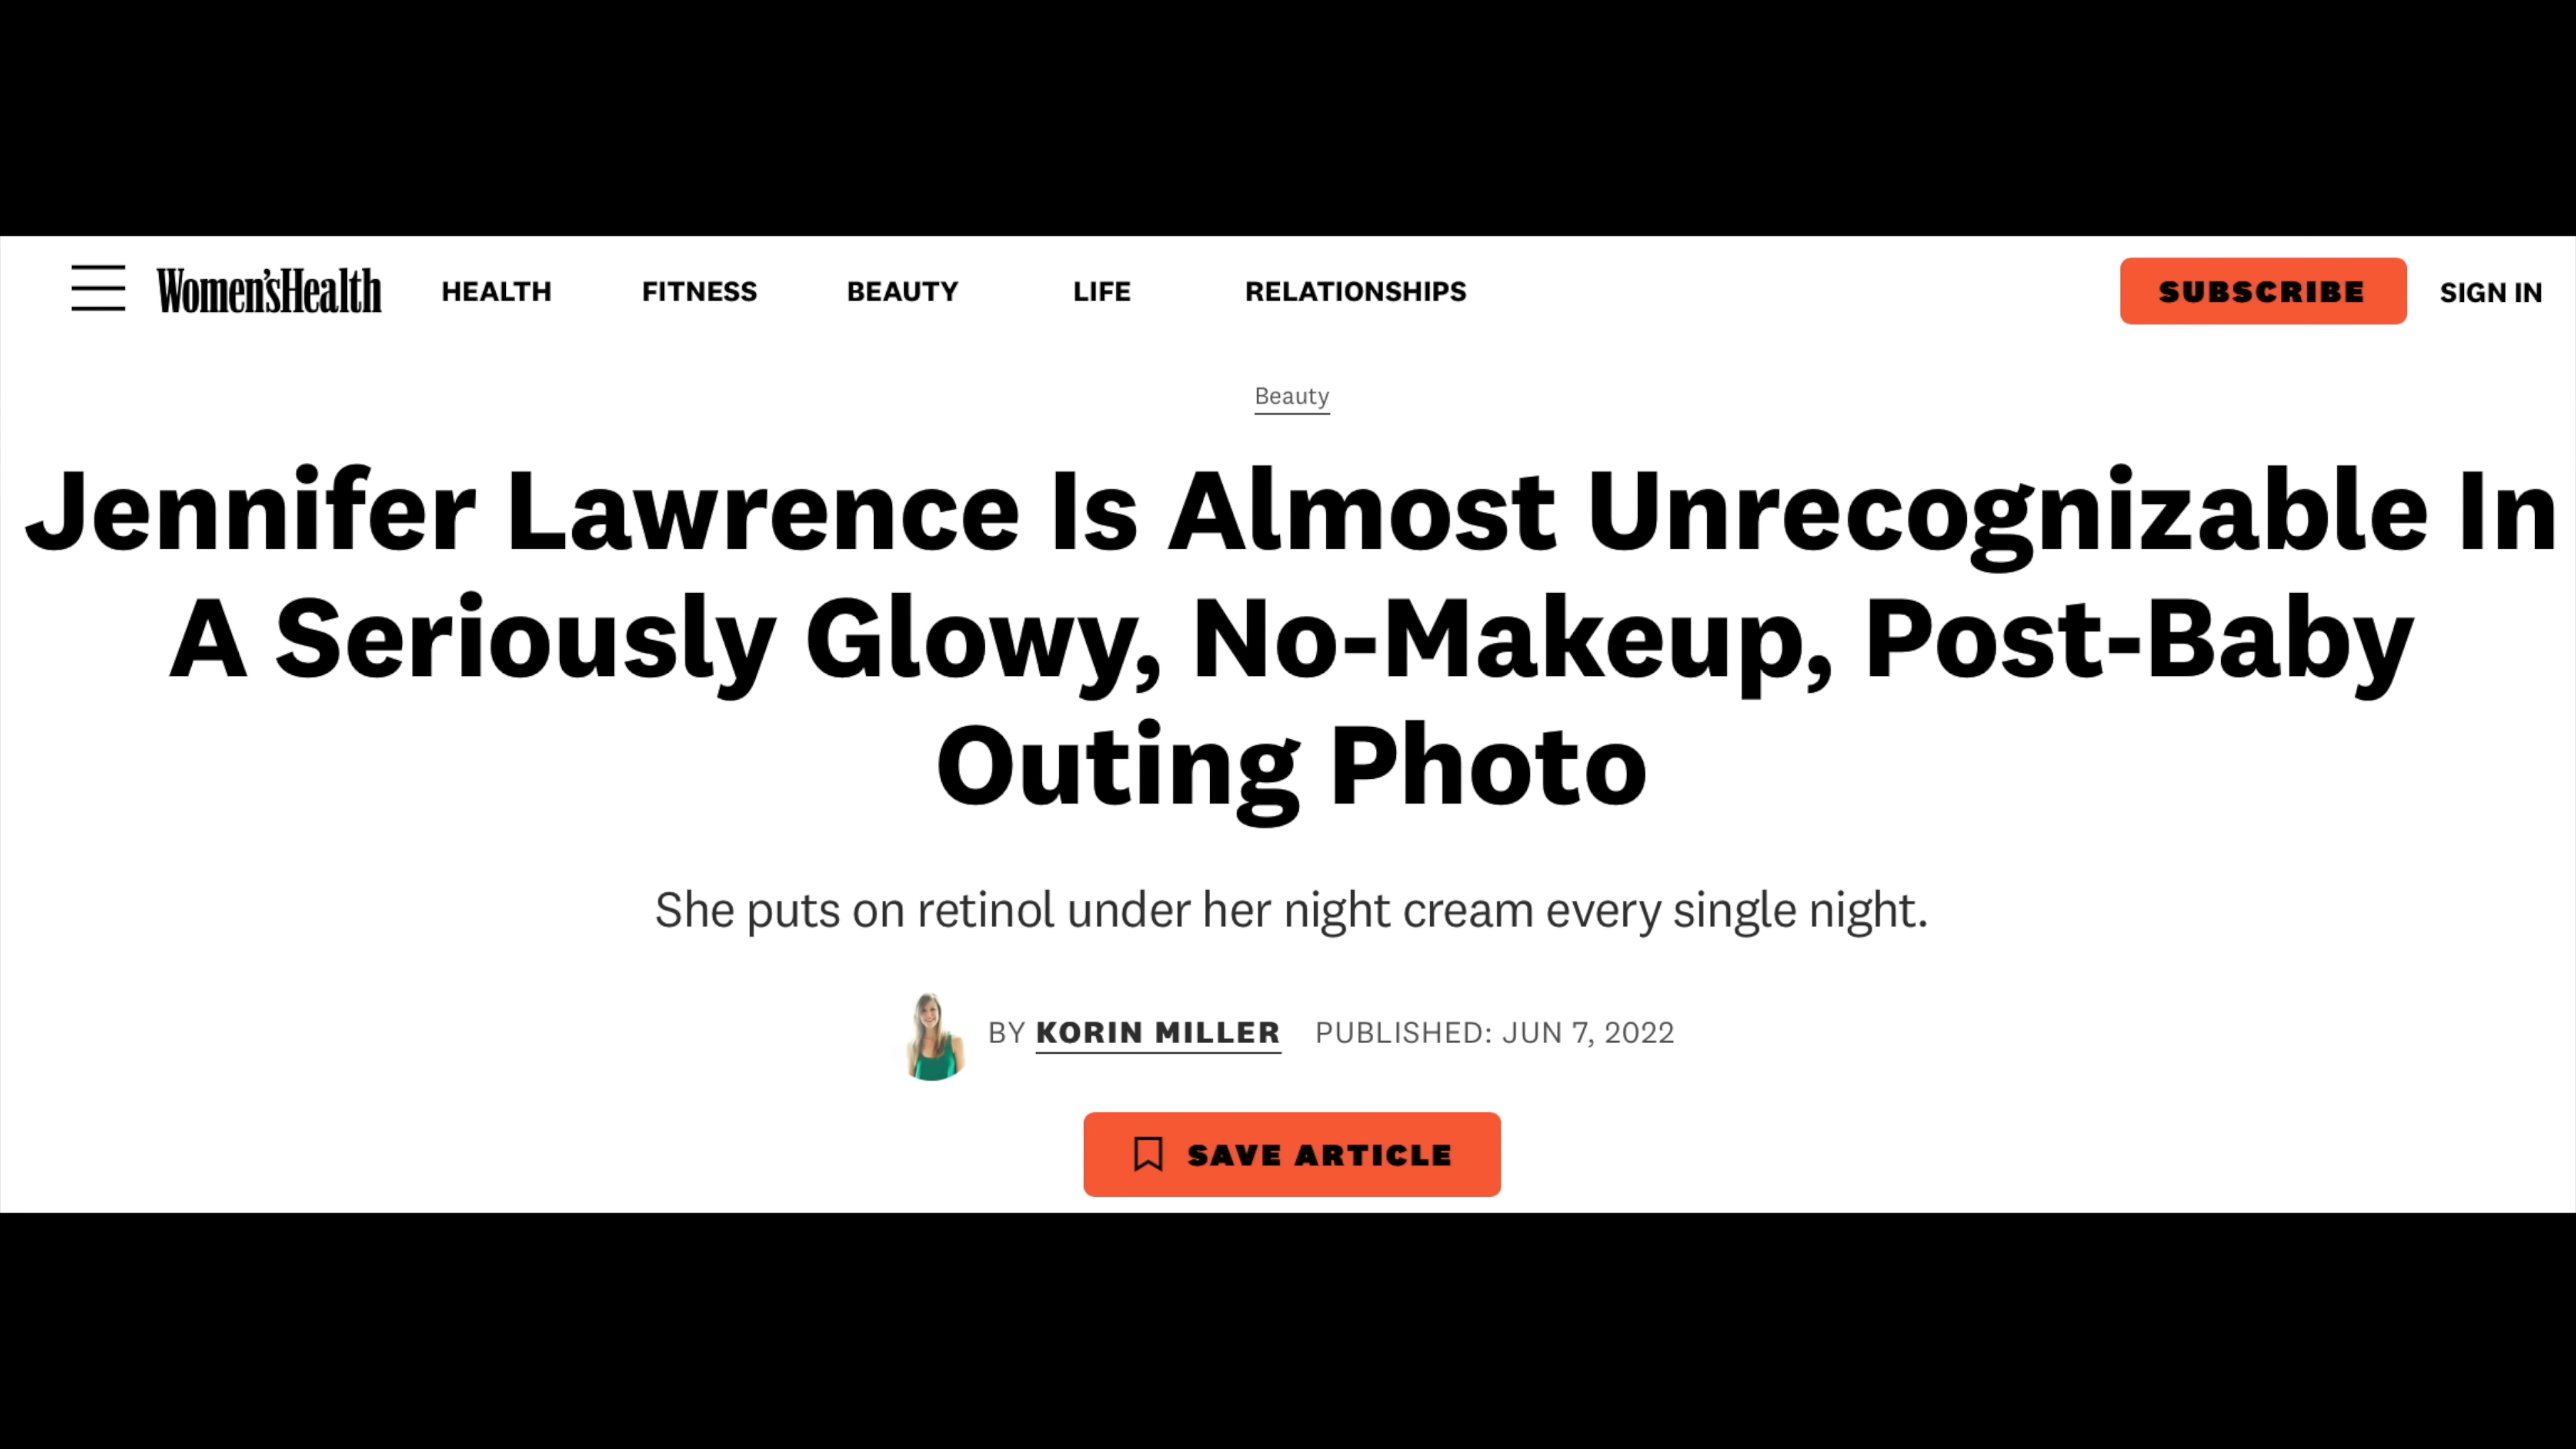 Women'sHealth HEALTH FITNESS BEAUTY LIFE RELATIONSHIPS SUBSCRIBE SIGN IN
Beauty
Jennifer Lawrence Is Almost Unrecognizable In
A Seriously Glowy, No-Makeup, Post-Baby
Outing Photo
She puts on retinol under her night cream every single night.
BY KORIN MILLER PUBLISHED: JUN 7, 2022
SAVE ARTICLE